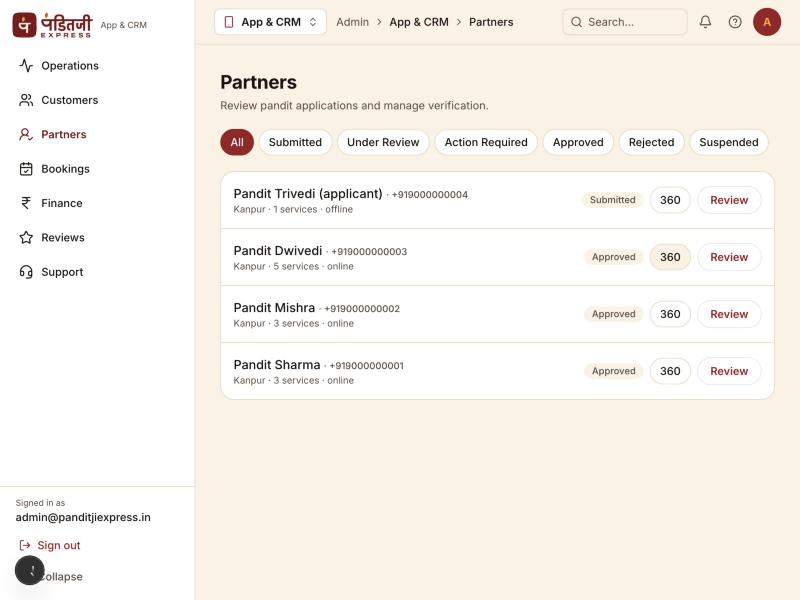 पं पंडितजी EXPRESS App & CRM
Operations
Customers
Partners
Bookings
Finance
Reviews
Support
Signed in as
admin@panditjiexpress.in
Sign out
Collapse
App & CRM Admin > App & CRM > Partners Search... A
Partners
Review pandit applications and manage verification.
All Submitted Under Review Action Required Approved Rejected Suspended
Pandit Trivedi (applicant) · +919000000004 Submitted 360 Review
Kanpur · 1 services · offline
Pandit Dwivedi · +919000000003 Approved 360 Review
Kanpur · 5 services · online
Pandit Mishra · +919000000002 Approved 360 Review
Kanpur · 3 services · online
Pandit Sharma · +919000000001 Approved 360 Review
Kanpur · 3 services · online